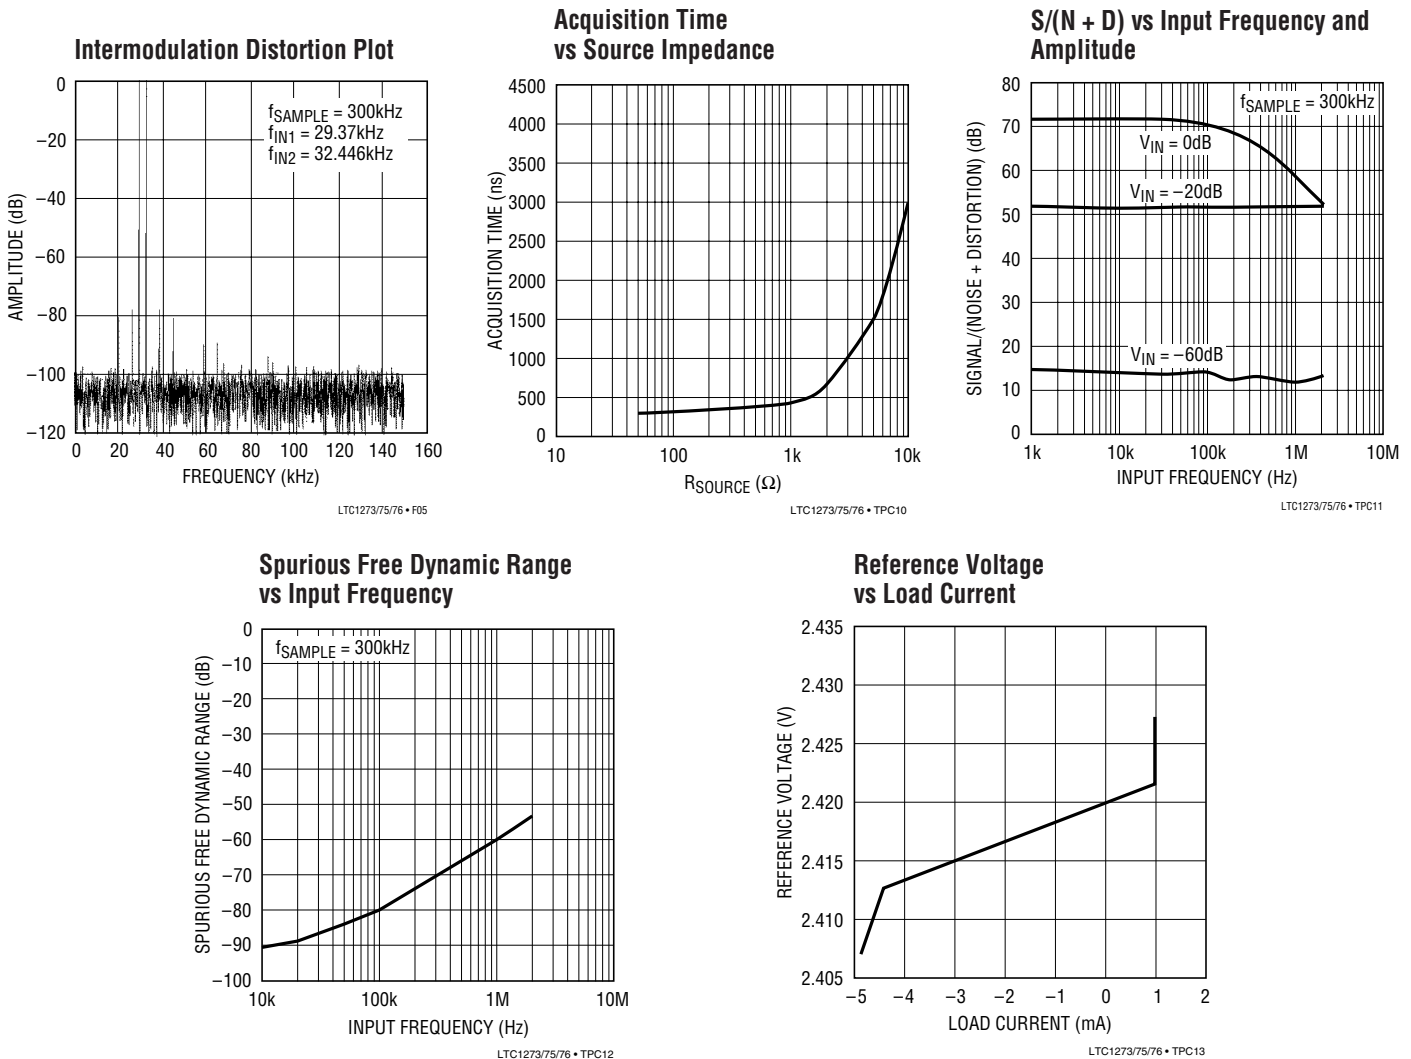 Intermodulation Distortion Plot
0
−20
−40
−60
−80
−100
−120
AMPLITUDE (dB)
fSAMPLE = 300kHz
fIN1 = 29.37kHz
fIN2 = 32.446kHz
0 20 40 60 80 100 120 140 160
FREQUENCY (kHz)
LTC1273/75/76 • F05
Acquisition Time
vs Source Impedance
4500
4000
3500
3000
2500
2000
1500
1000
500
0
ACQUISITION TIME (ns)
10 100 1k 10k
RSOURCE (Ω)
LTC1273/75/76 • TPC10
S/(N + D) vs Input Frequency and
Amplitude
80
70
60
50
40
30
20
10
0
SIGNAL/(NOISE + DISTORTION) (dB)
fSAMPLE = 300kHz
VIN = 0dB
VIN = −20dB
VIN = −60dB
1k 10k 100k 1M 10M
INPUT FREQUENCY (Hz)
LTC1273/75/76 • TPC11
Spurious Free Dynamic Range
vs Input Frequency
0
−10
−20
−30
−40
−50
−60
−70
−80
−90
−100
SPURIOUS FREE DYNAMIC RANGE (dB)
fSAMPLE = 300kHz
10k 100k 1M 10M
INPUT FREQUENCY (Hz)
LTC1273/75/76 • TPC12
Reference Voltage
vs Load Current
2.435
2.430
2.425
2.420
2.415
2.410
2.405
REFERENCE VOLTAGE (V)
−5 −4 −3 −2 −1 0 1 2
LOAD CURRENT (mA)
LTC1273/75/76 • TPC13